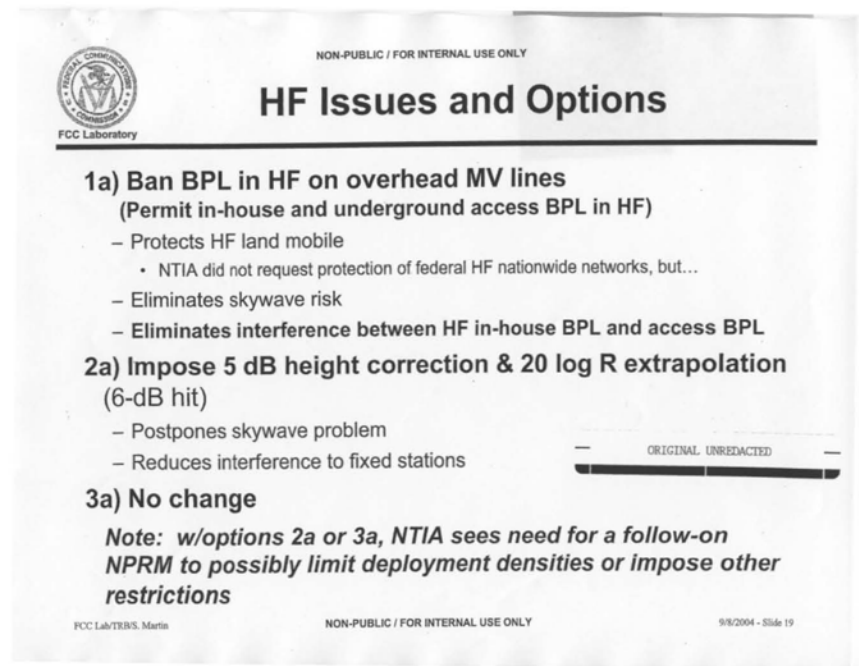 NON-PUBLIC / FOR INTERNAL USE ONLY
HF Issues and Options
FCC Laboratory
1a) Ban BPL in HF on overhead MV lines
(Permit in-house and underground access BPL in HF)
– Protects HF land mobile
• NTIA did not request protection of federal HF nationwide networks, but...
– Eliminates skywave risk
– Eliminates interference between HF in-house BPL and access BPL
2a) Impose 5 dB height correction & 20 log R extrapolation
(6-dB hit)
– Postpones skywave problem
– Reduces interference to fixed stations
ORIGINAL UNREDACTED
3a) No change
Note: w/options 2a or 3a, NTIA sees need for a follow-on
NPRM to possibly limit deployment densities or impose other
restrictions
FCC Lab/TRB/S. Martin
NON-PUBLIC / FOR INTERNAL USE ONLY
9/8/2004 - Slide 19